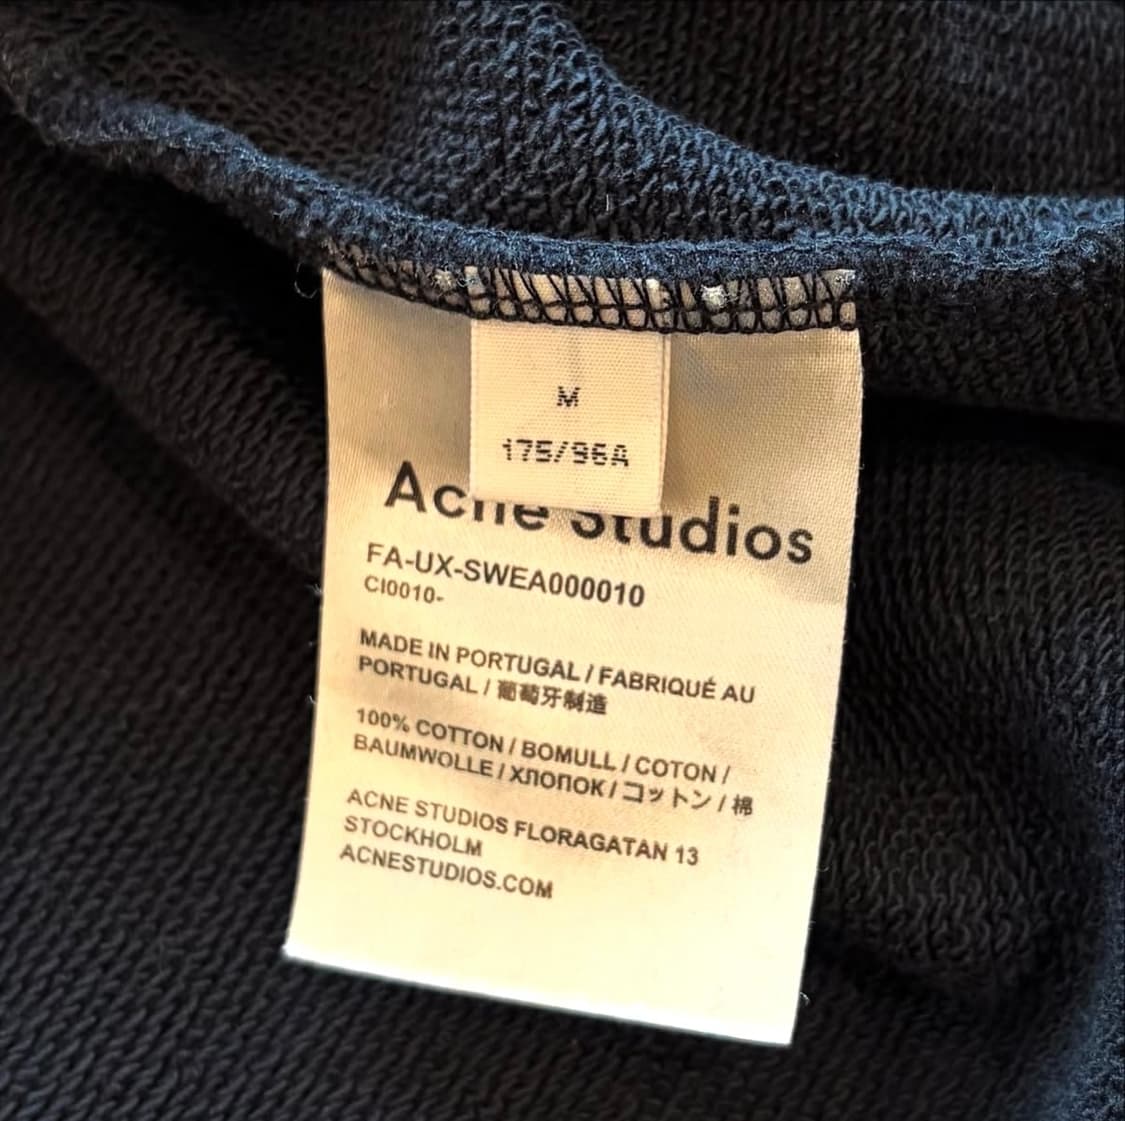 M
175/96A
Acne Studios
FA-UX-SWEA000010
CI0010-
MADE IN PORTUGAL / FABRIQUÉ AU
PORTUGAL / 葡萄牙制造
100% COTTON / BOMULL / COTON /
BAUMWOLLE / ХЛОПОК / コットン / 棉
ACNE STUDIOS FLORAGATAN 13
STOCKHOLM
ACNESTUDIOS.COM